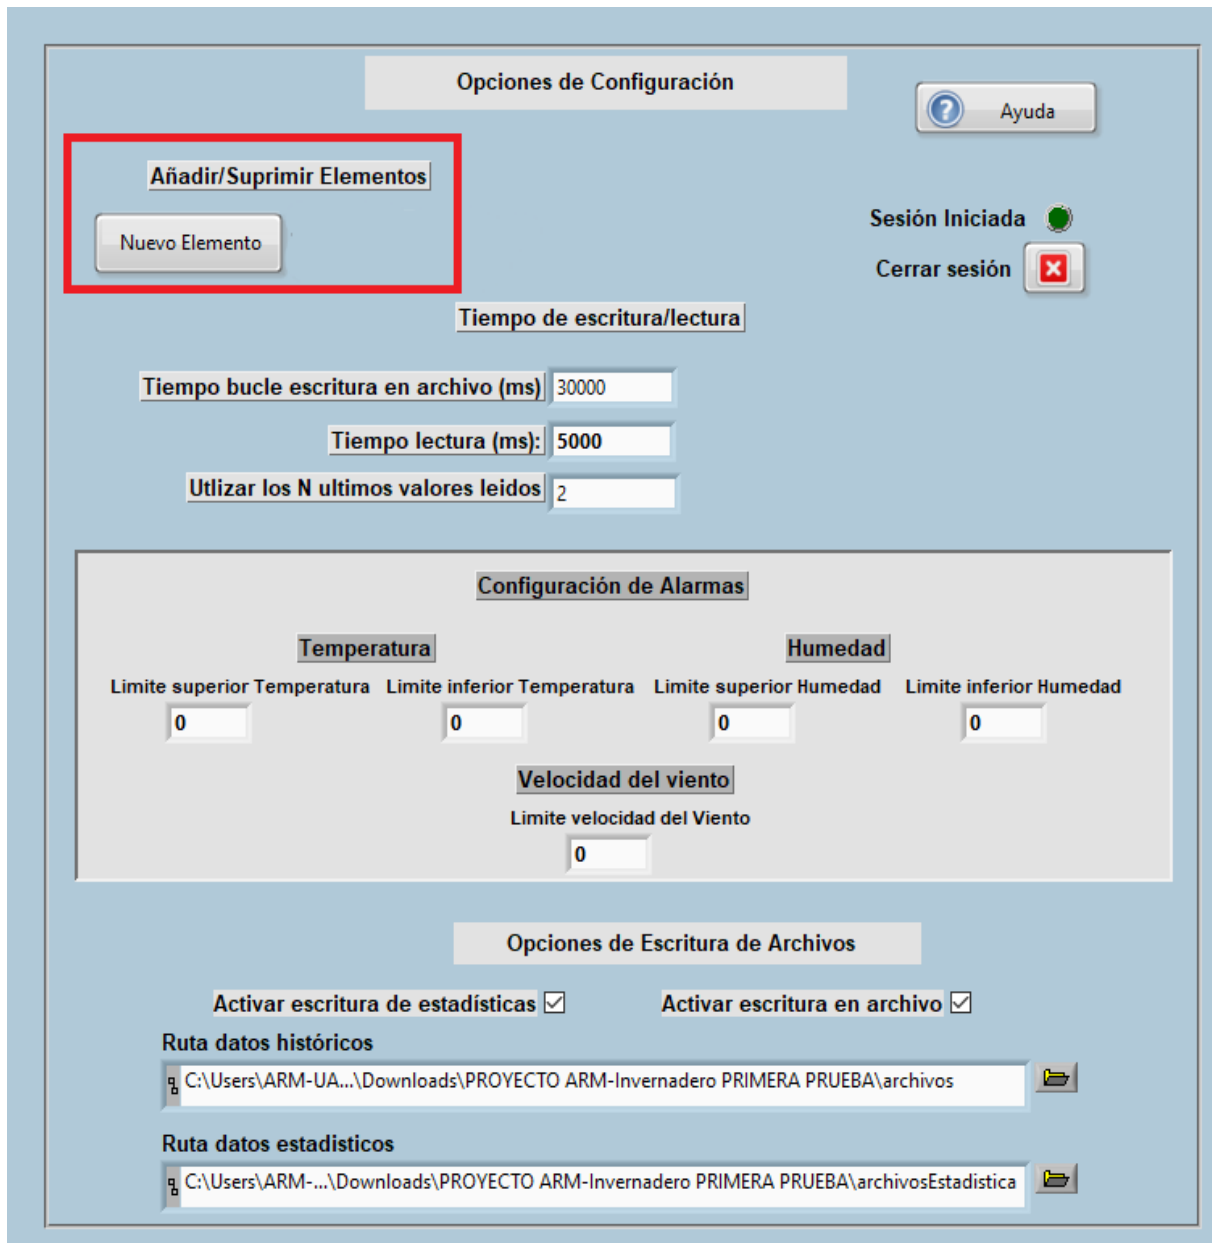 Opciones de Configuración
Ayuda
Añadir/Suprimir Elementos
Nuevo Elemento
Sesión Iniciada
Cerrar sesión
Tiempo de escritura/lectura
Tiempo bucle escritura en archivo (ms) 30000
Tiempo lectura (ms): 5000
Utlizar los N ultimos valores leidos 2
Configuración de Alarmas
Temperatura Humedad
Limite superior Temperatura Limite inferior Temperatura Limite superior Humedad Limite inferior Humedad
0 0 0 0
Velocidad del viento
Limite velocidad del Viento
0
Opciones de Escritura de Archivos
Activar escritura de estadísticas Activar escritura en archivo
Ruta datos históricos
C:\Users\ARM-UA...\Downloads\PROYECTO ARM-Invernadero PRIMERA PRUEBA\archivos
Ruta datos estadisticos
C:\Users\ARM-...\Downloads\PROYECTO ARM-Invernadero PRIMERA PRUEBA\archivosEstadistica